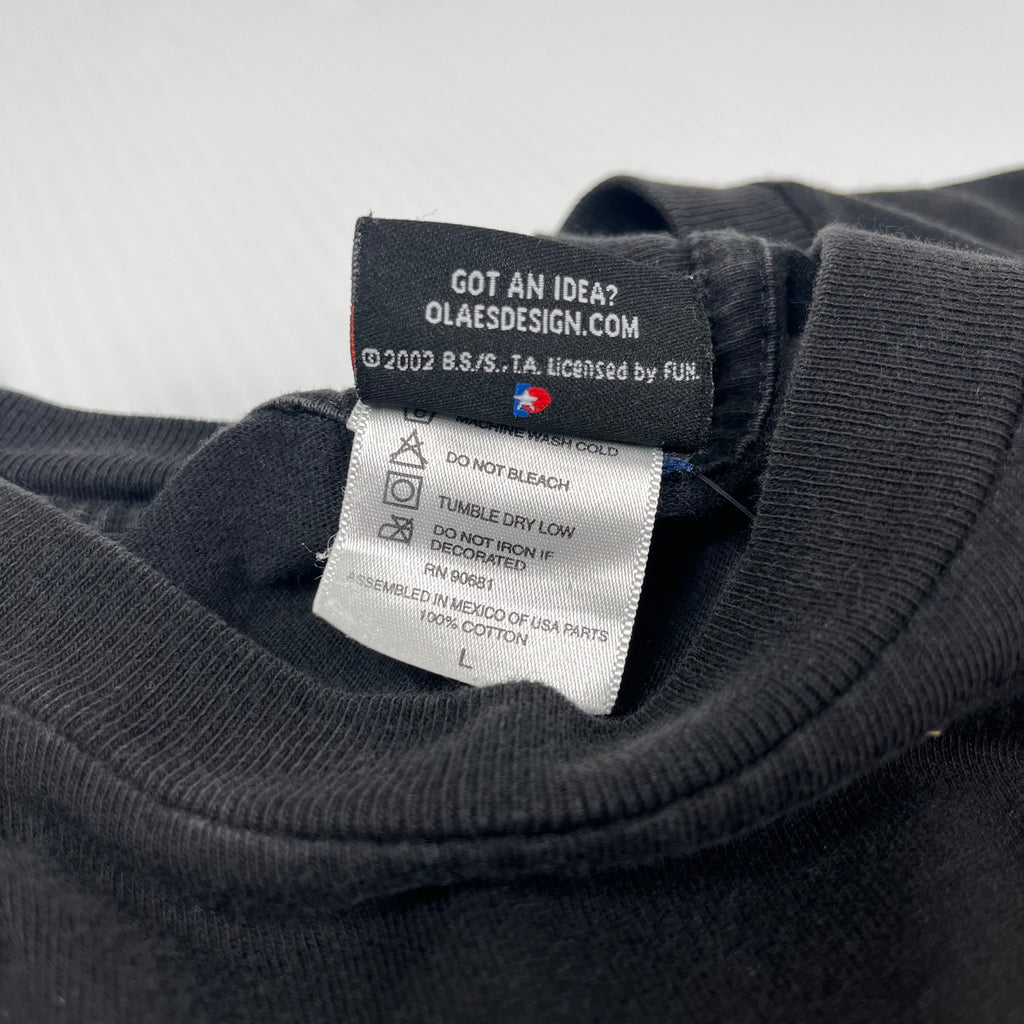 GOT AN IDEA?
OLAESDESIGN.COM
©2002 B.S./S., T.A. Licensed by FUN.
MACHINE WASH COLD
DO NOT BLEACH
TUMBLE DRY LOW
DO NOT IRON IF
DECORATED
RN 90681
ASSEMBLED IN MEXICO OF USA PARTS
100% COTTON
L